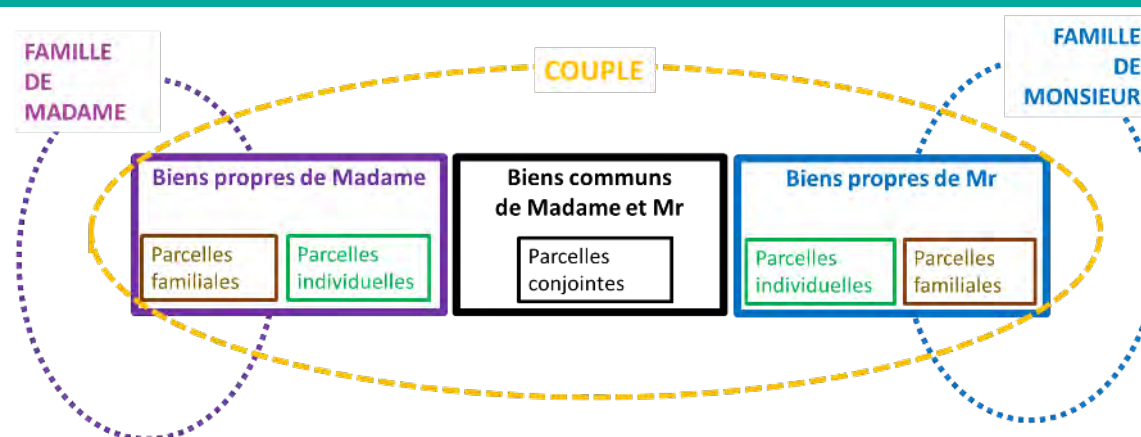 FAMILLE
DE
MADAME
COUPLE
FAMILLE
DE
MONSIEUR
Biens propres de Madame
Parcelles
familiales
Parcelles
individuelles
Biens communs
de Madame et Mr
Parcelles
conjointes
Biens propres de Mr
Parcelles
individuelles
Parcelles
familiales